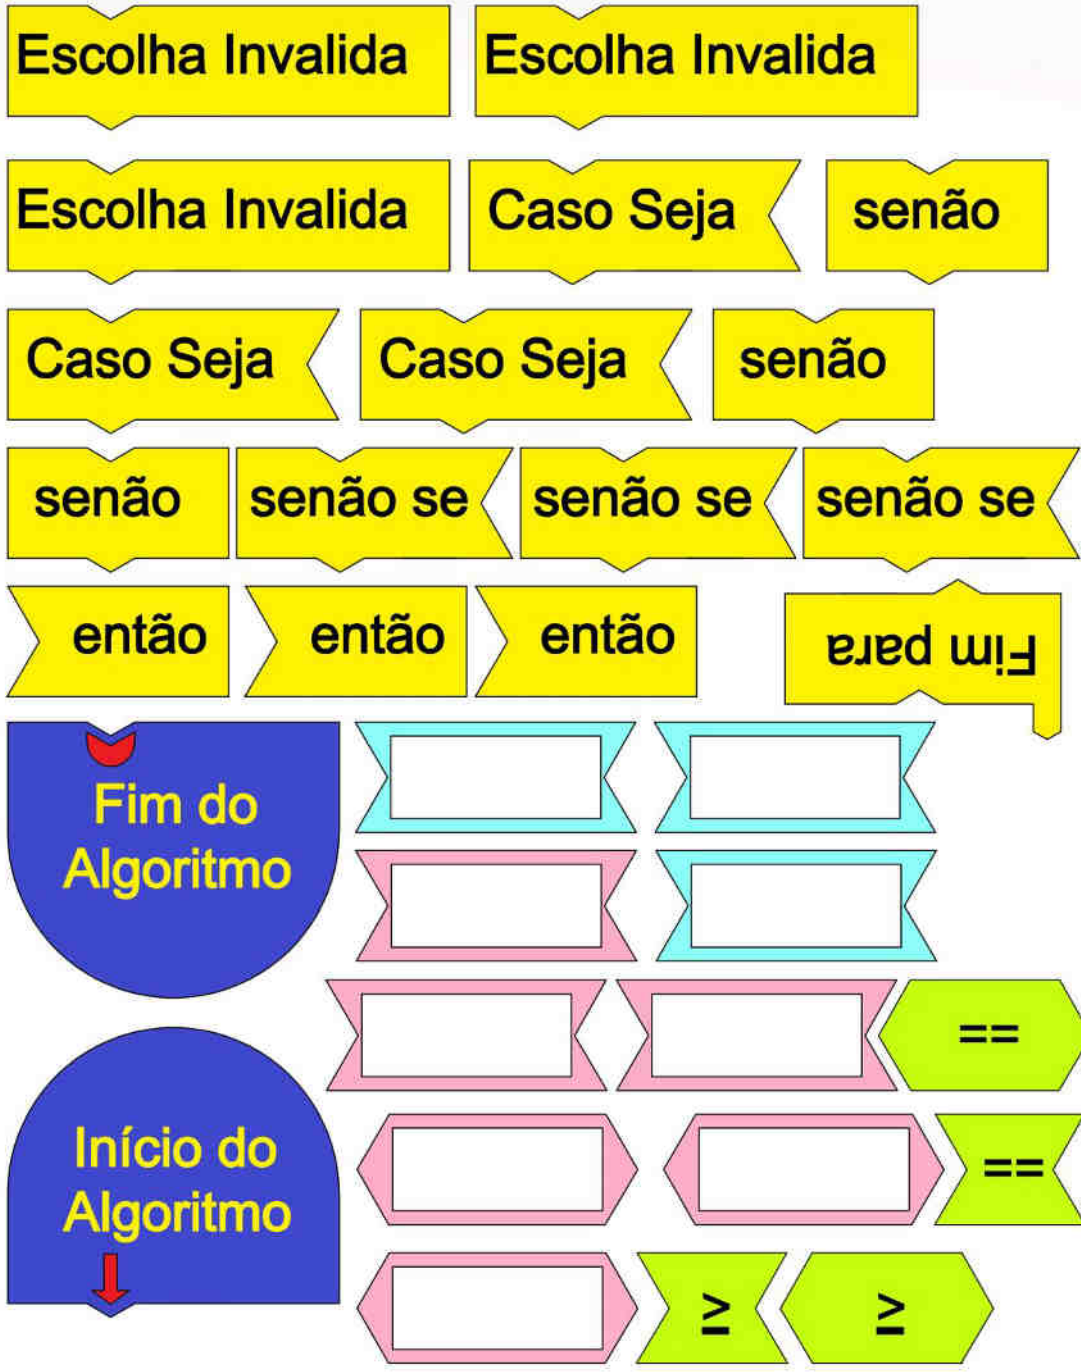 Escolha Invalida
Escolha Invalida
Escolha Invalida
Caso Seja
senão
Caso Seja
Caso Seja
senão
senão
senão se
senão se
senão se
então
então
então
Fim para
Fim do
Algoritmo
==
Início do
Algoritmo
==
≥
≥